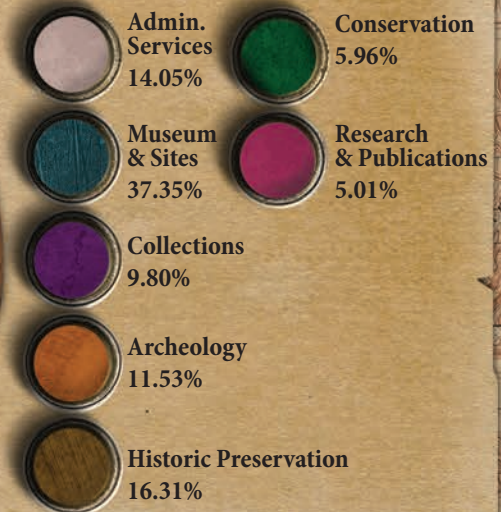 Admin.
Services
14.05%
Museum
& Sites
37.35%
Collections
9.80%
Archeology
11.53%
Historic Preservation
16.31%
Conservation
5.96%
Research
& Publications
5.01%